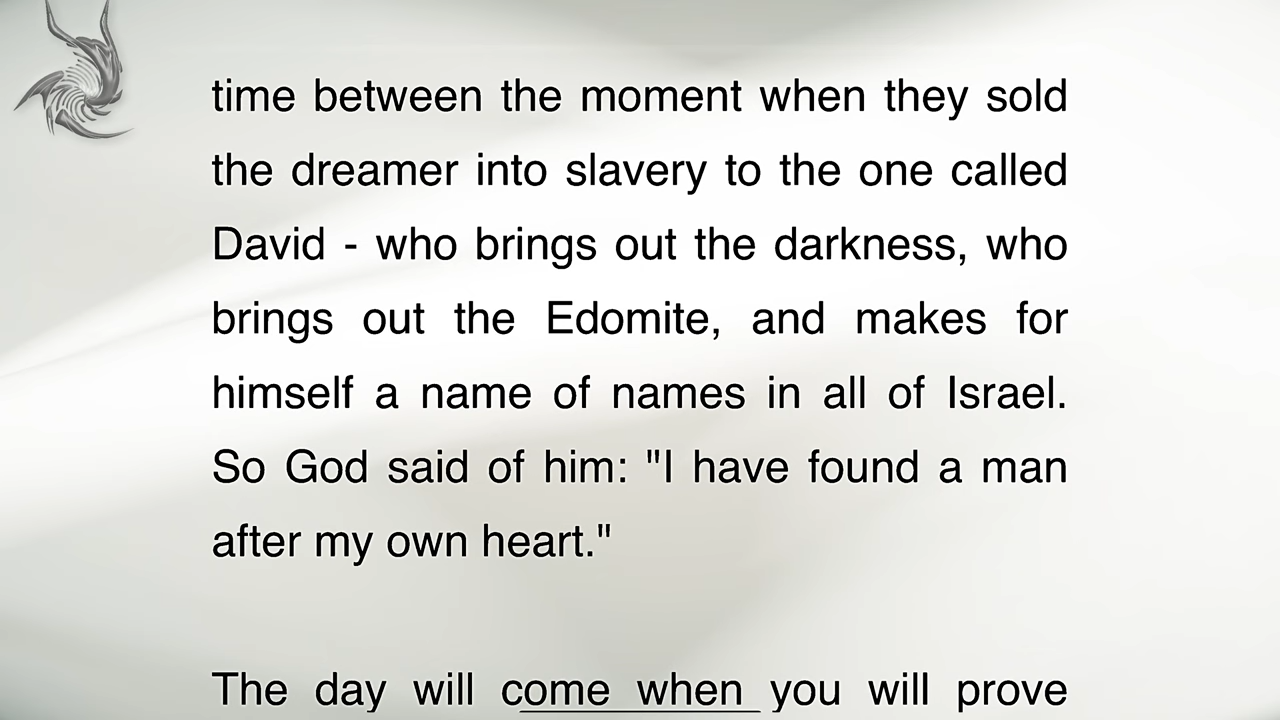 time between the moment when they sold
the dreamer into slavery to the one called
David - who brings out the darkness, who
brings out the Edomite, and makes for
himself a name of names in all of Israel.
So God said of him: "I have found a man
after my own heart."
The day will come when you will prove